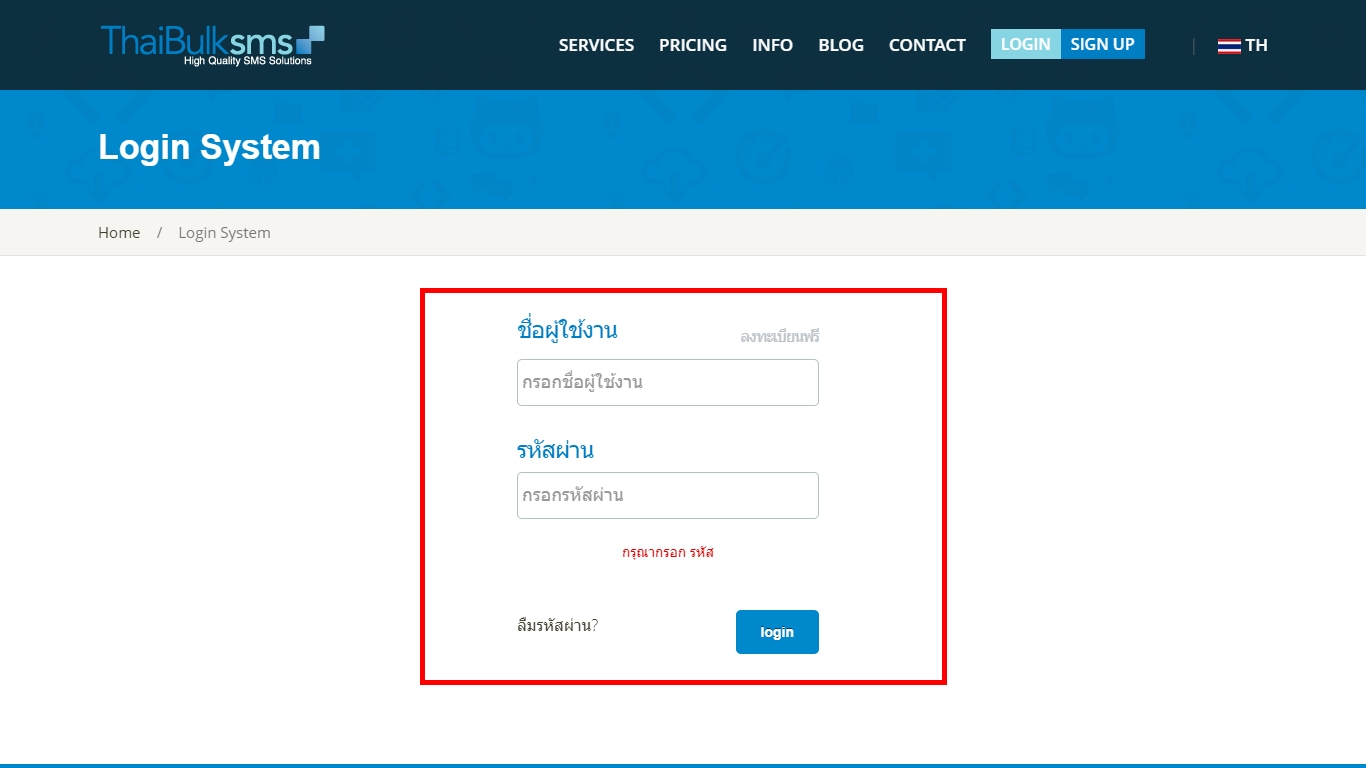 ThaiBulksms
High Quality SMS Solutions
SERVICES PRICING INFO BLOG CONTACT LOGIN SIGN UP | TH
Login System
Home / Login System
ชื่อผู้ใช้งาน ลงทะเบียนฟรี
กรอกชื่อผู้ใช้งาน
รหัสผ่าน
กรอกรหัสผ่าน
กรุณากรอก รหัส
ลืมรหัสผ่าน? login